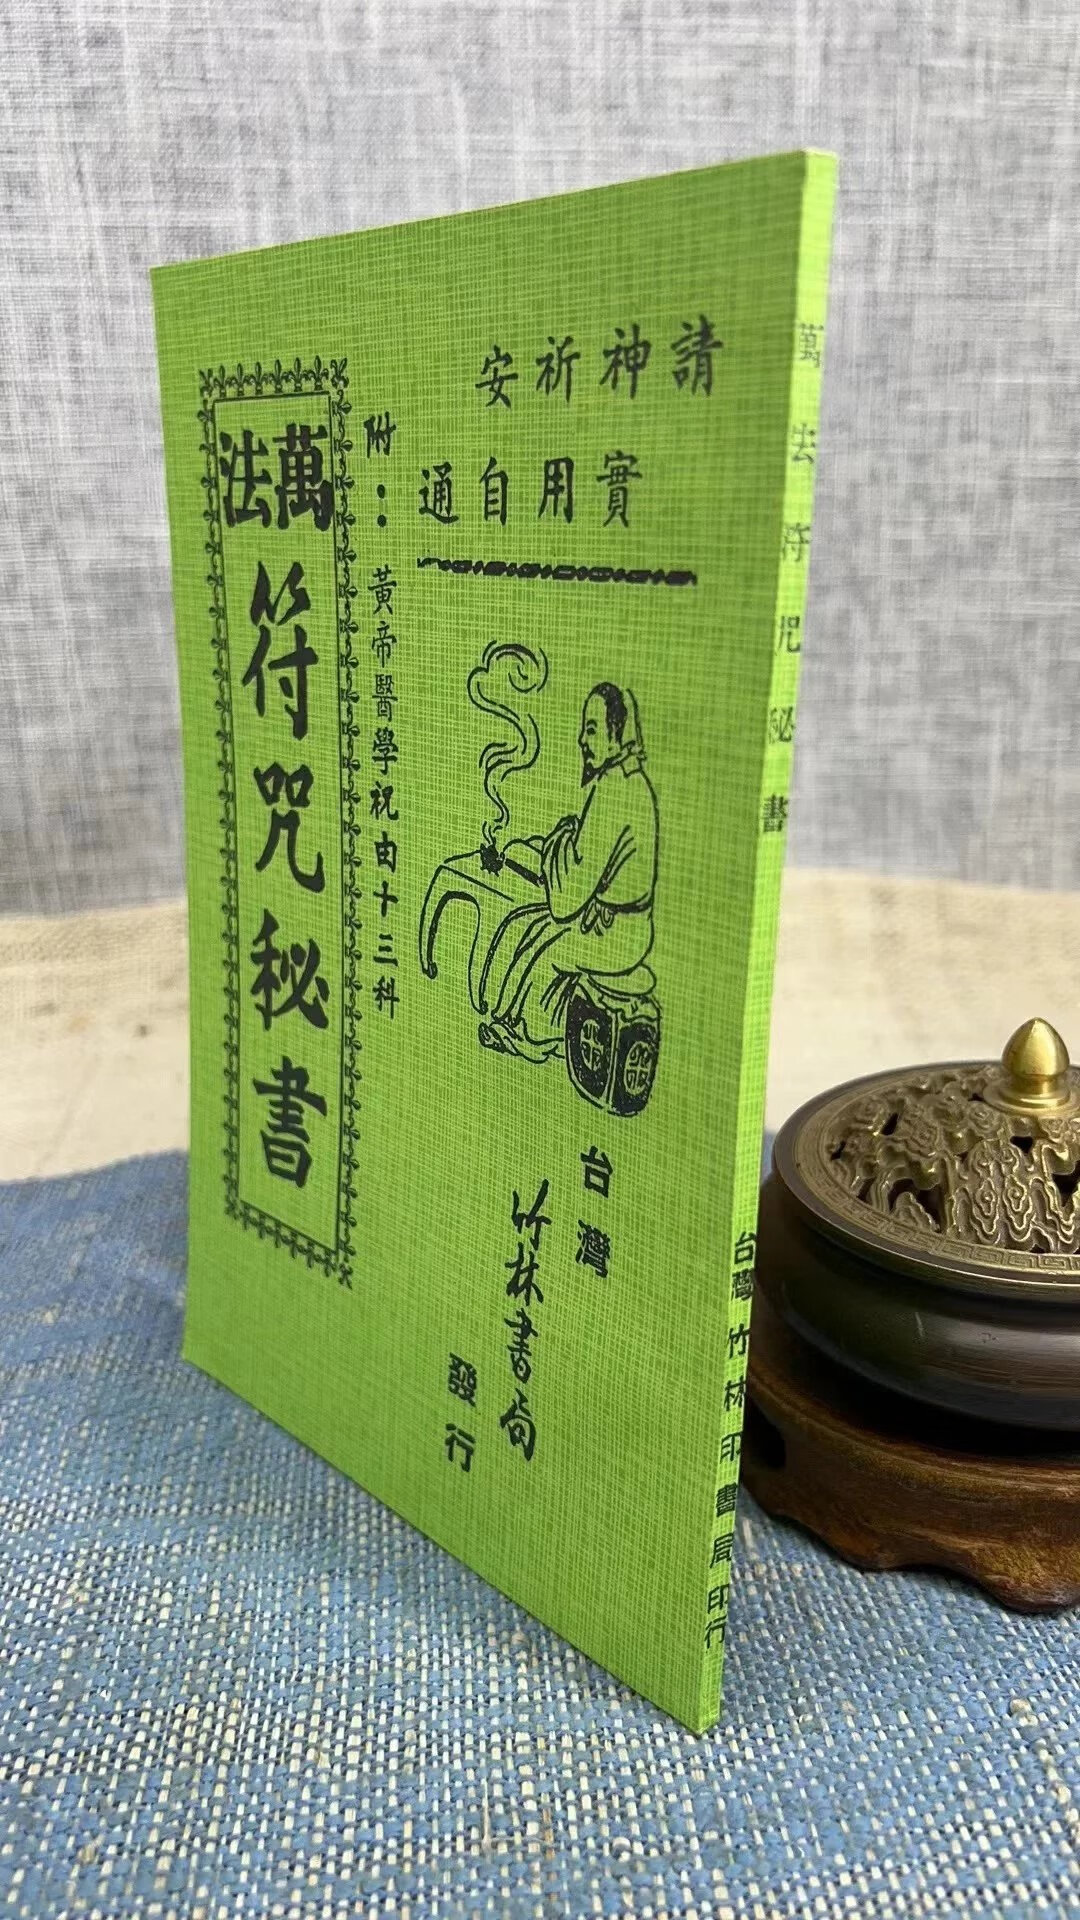 請神祈安
實用自通
附：黃帝醫學祝由十三科
萬法符咒秘書
台灣
竹林書局
發行
萬法符咒秘書
台灣竹林印書局印行